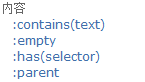 内容
:contains(text)
:empty
:has(selector)
:parent